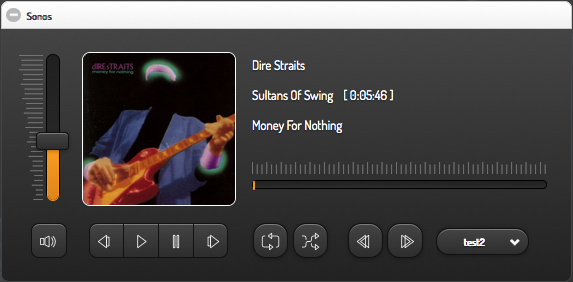 Sonos
dIRE sTRAITS
money for nothing
Dire Straits
Sultans Of Swing [ 0:05:46 ]
Money For Nothing
test2